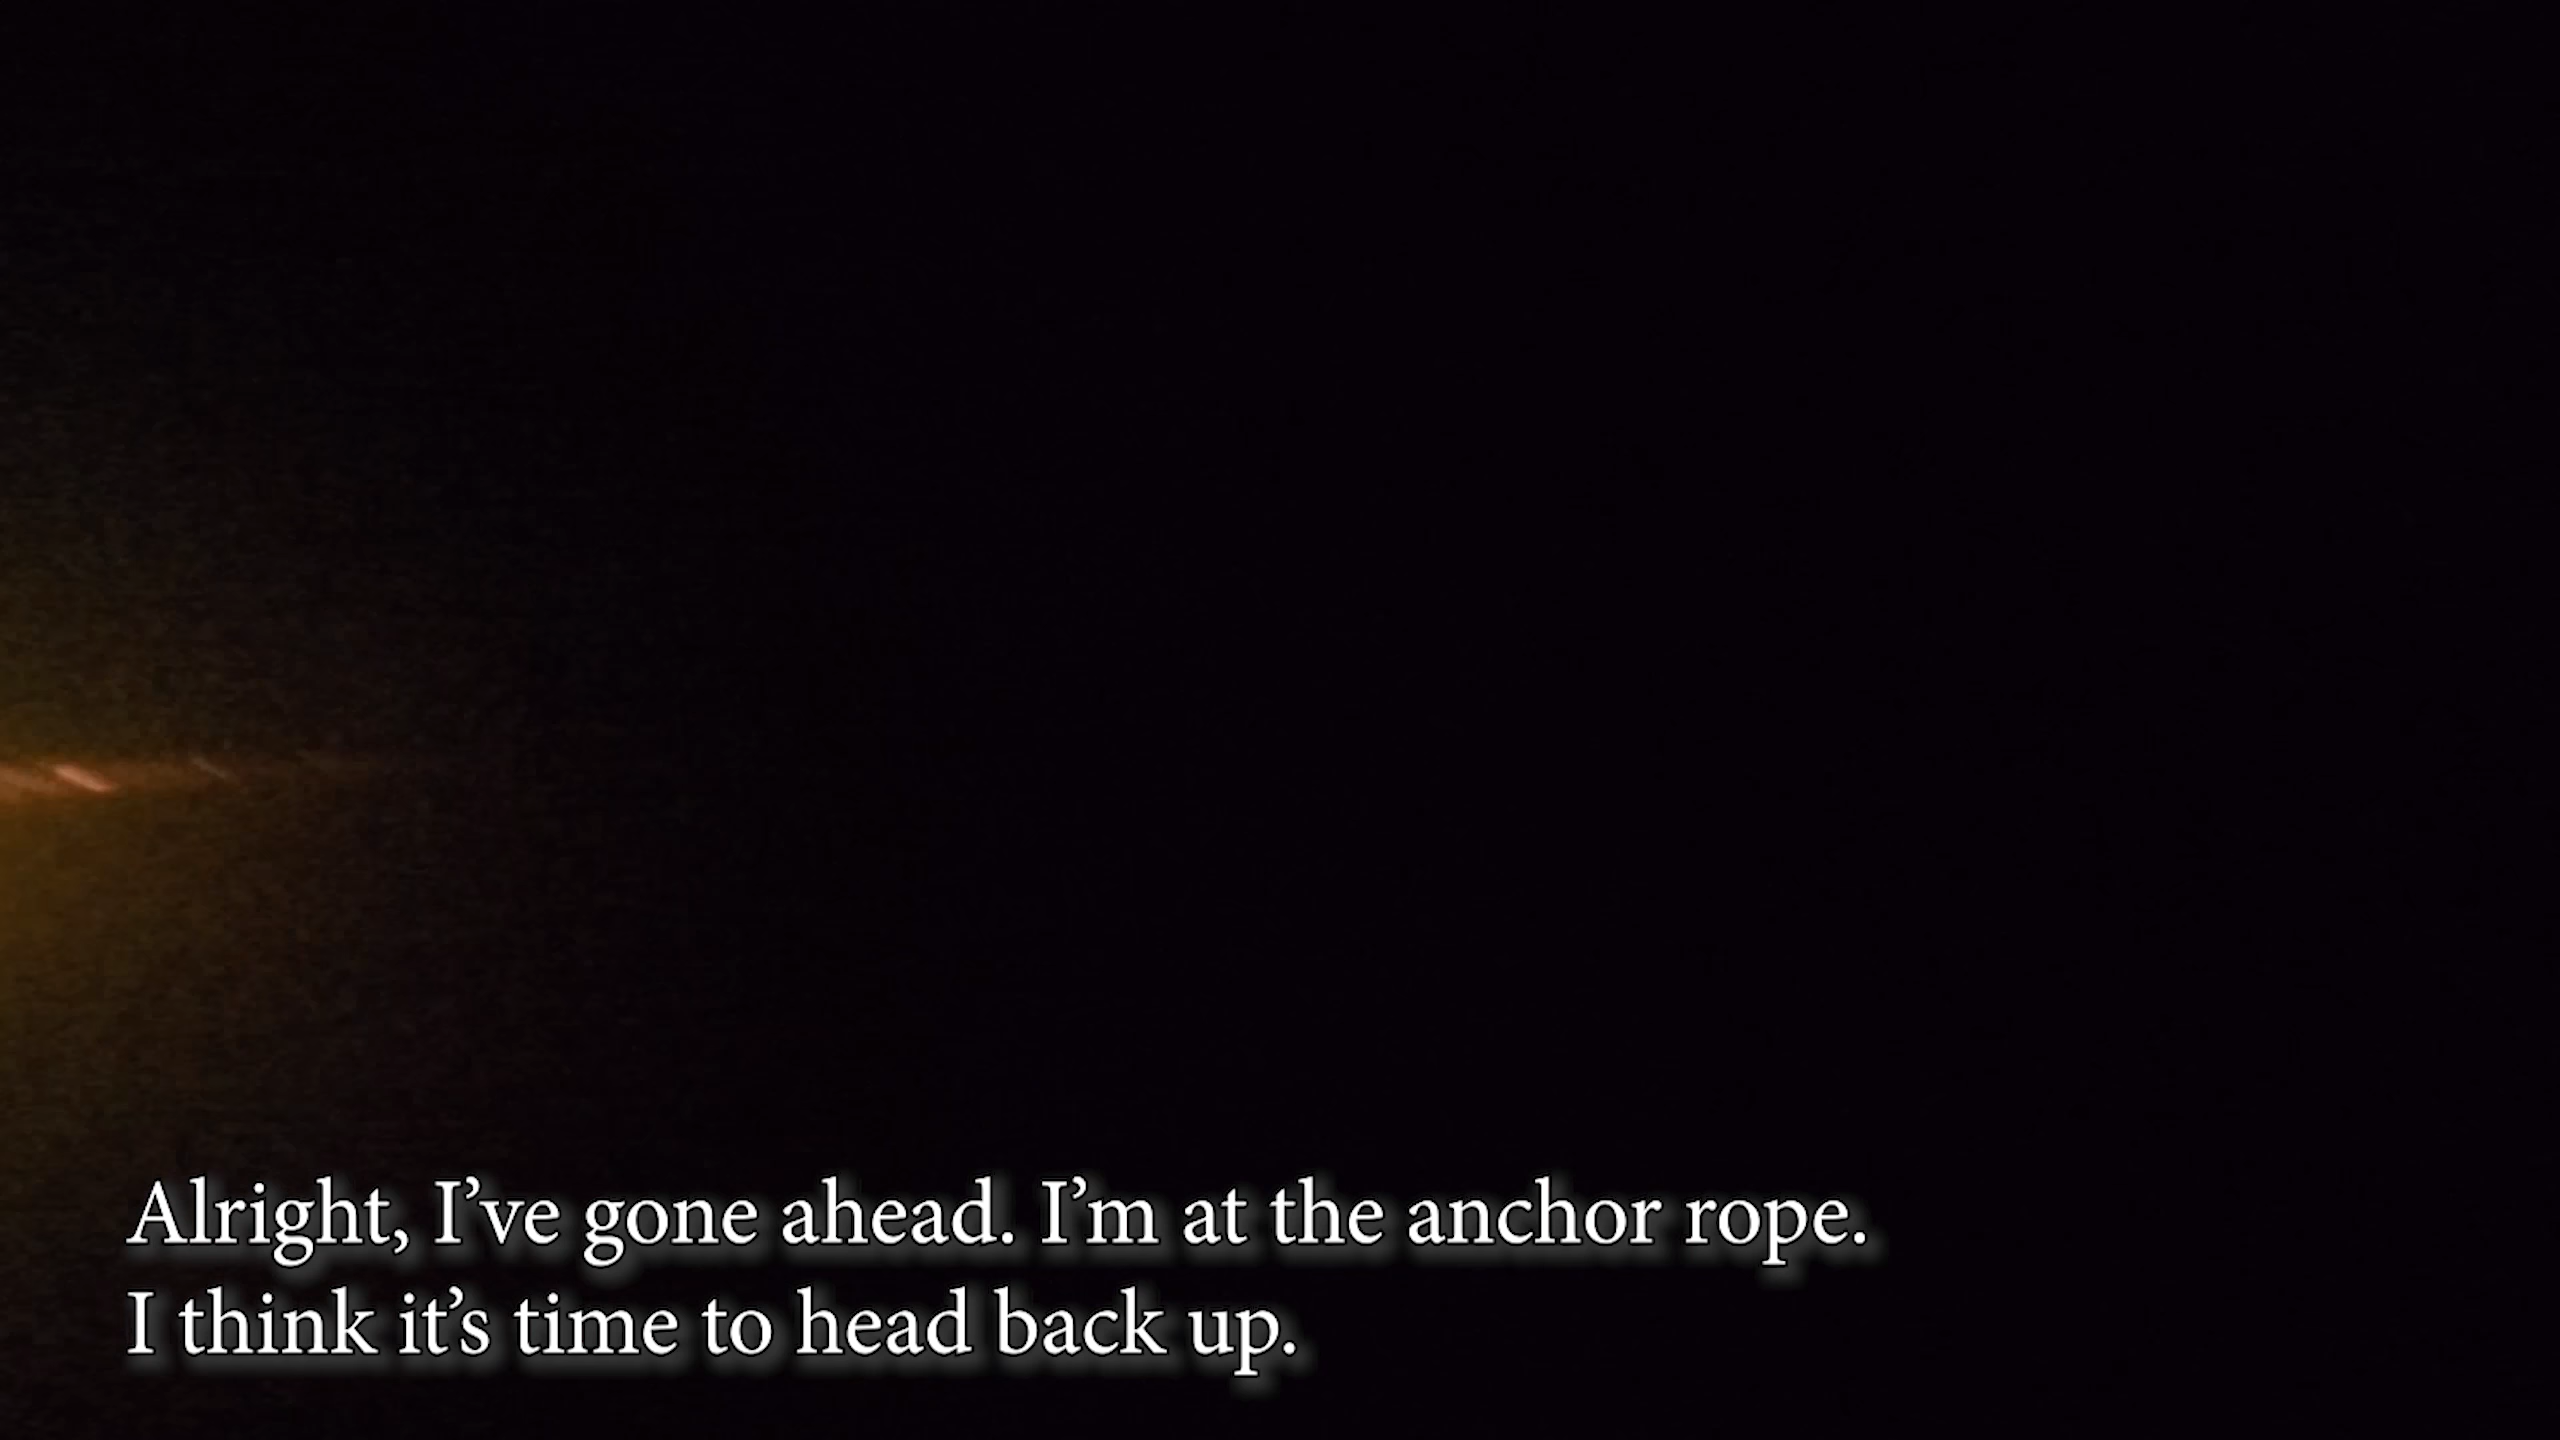 Alright, I’ve gone ahead. I’m at the anchor rope.
I think it’s time to head back up.